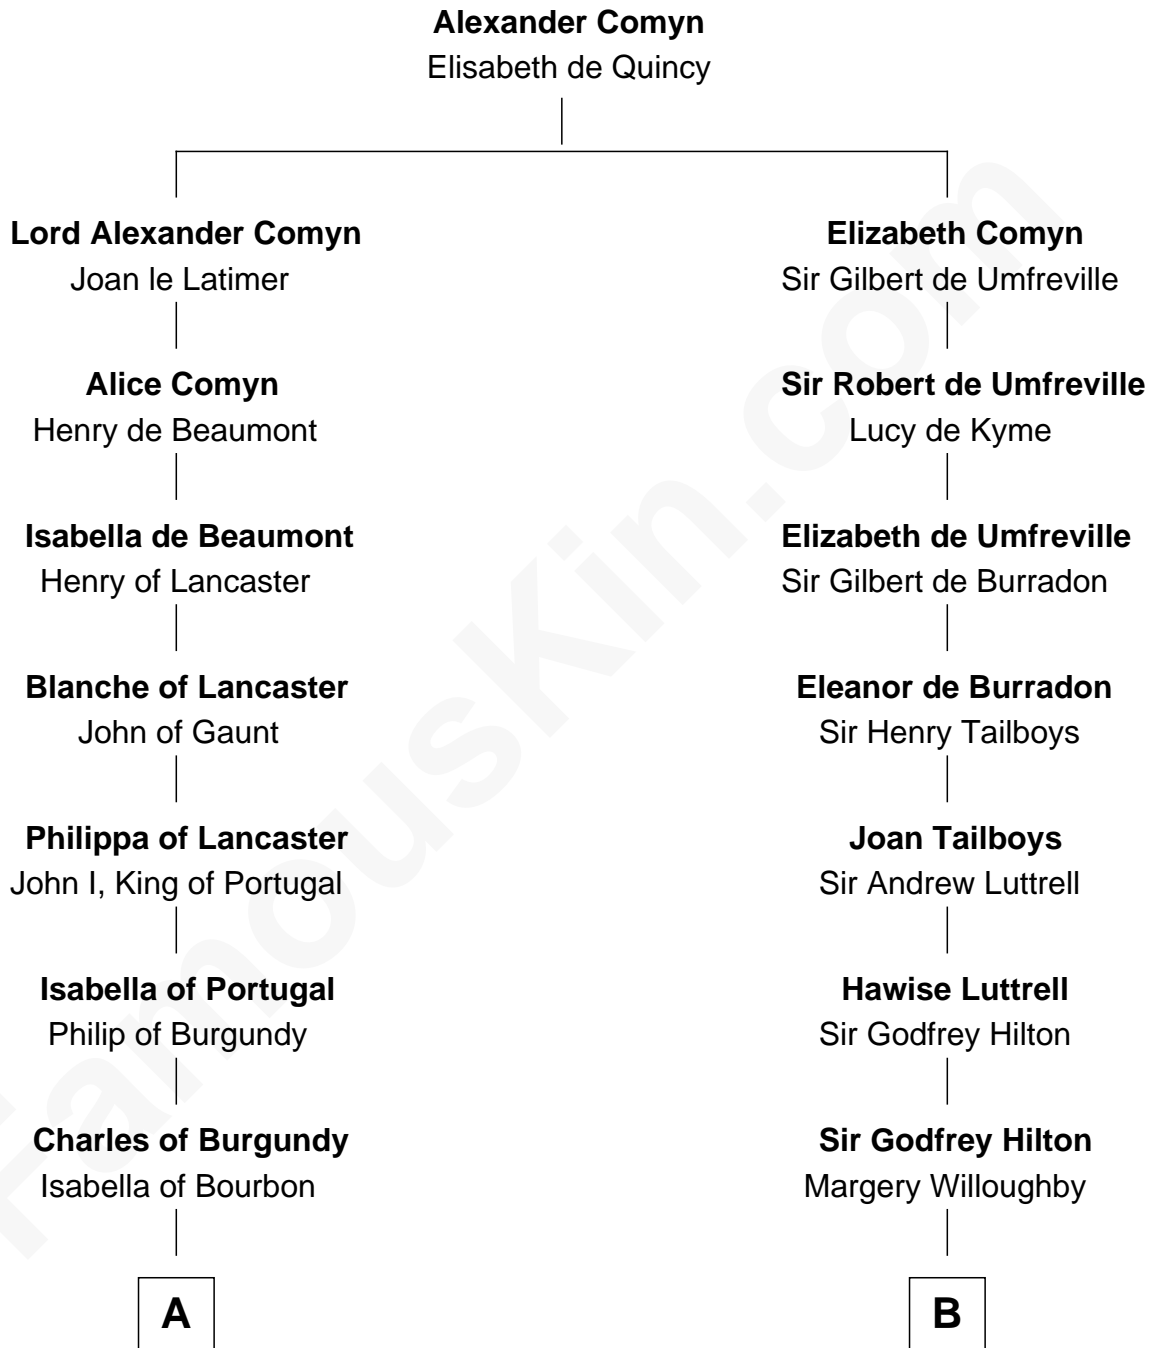 Alexander Comyn
Elisabeth de Quincy
Lord Alexander Comyn
Joan le Latimer
Elizabeth Comyn
Sir Gilbert de Umfreville
Alice Comyn
Henry de Beaumont
Sir Robert de Umfreville
Lucy de Kyme
Isabella de Beaumont
Henry of Lancaster
Elizabeth de Umfreville
Sir Gilbert de Burradon
Blanche of Lancaster
John of Gaunt
Eleanor de Burradon
Sir Henry Tailboys
Philippa of Lancaster
John I, King of Portugal
Joan Tailboys
Sir Andrew Luttrell
Isabella of Portugal
Philip of Burgundy
Hawise Luttrell
Sir Godfrey Hilton
Charles of Burgundy
Isabella of Bourbon
Sir Godfrey Hilton
Margery Willoughby
A
B
FamousKin.com